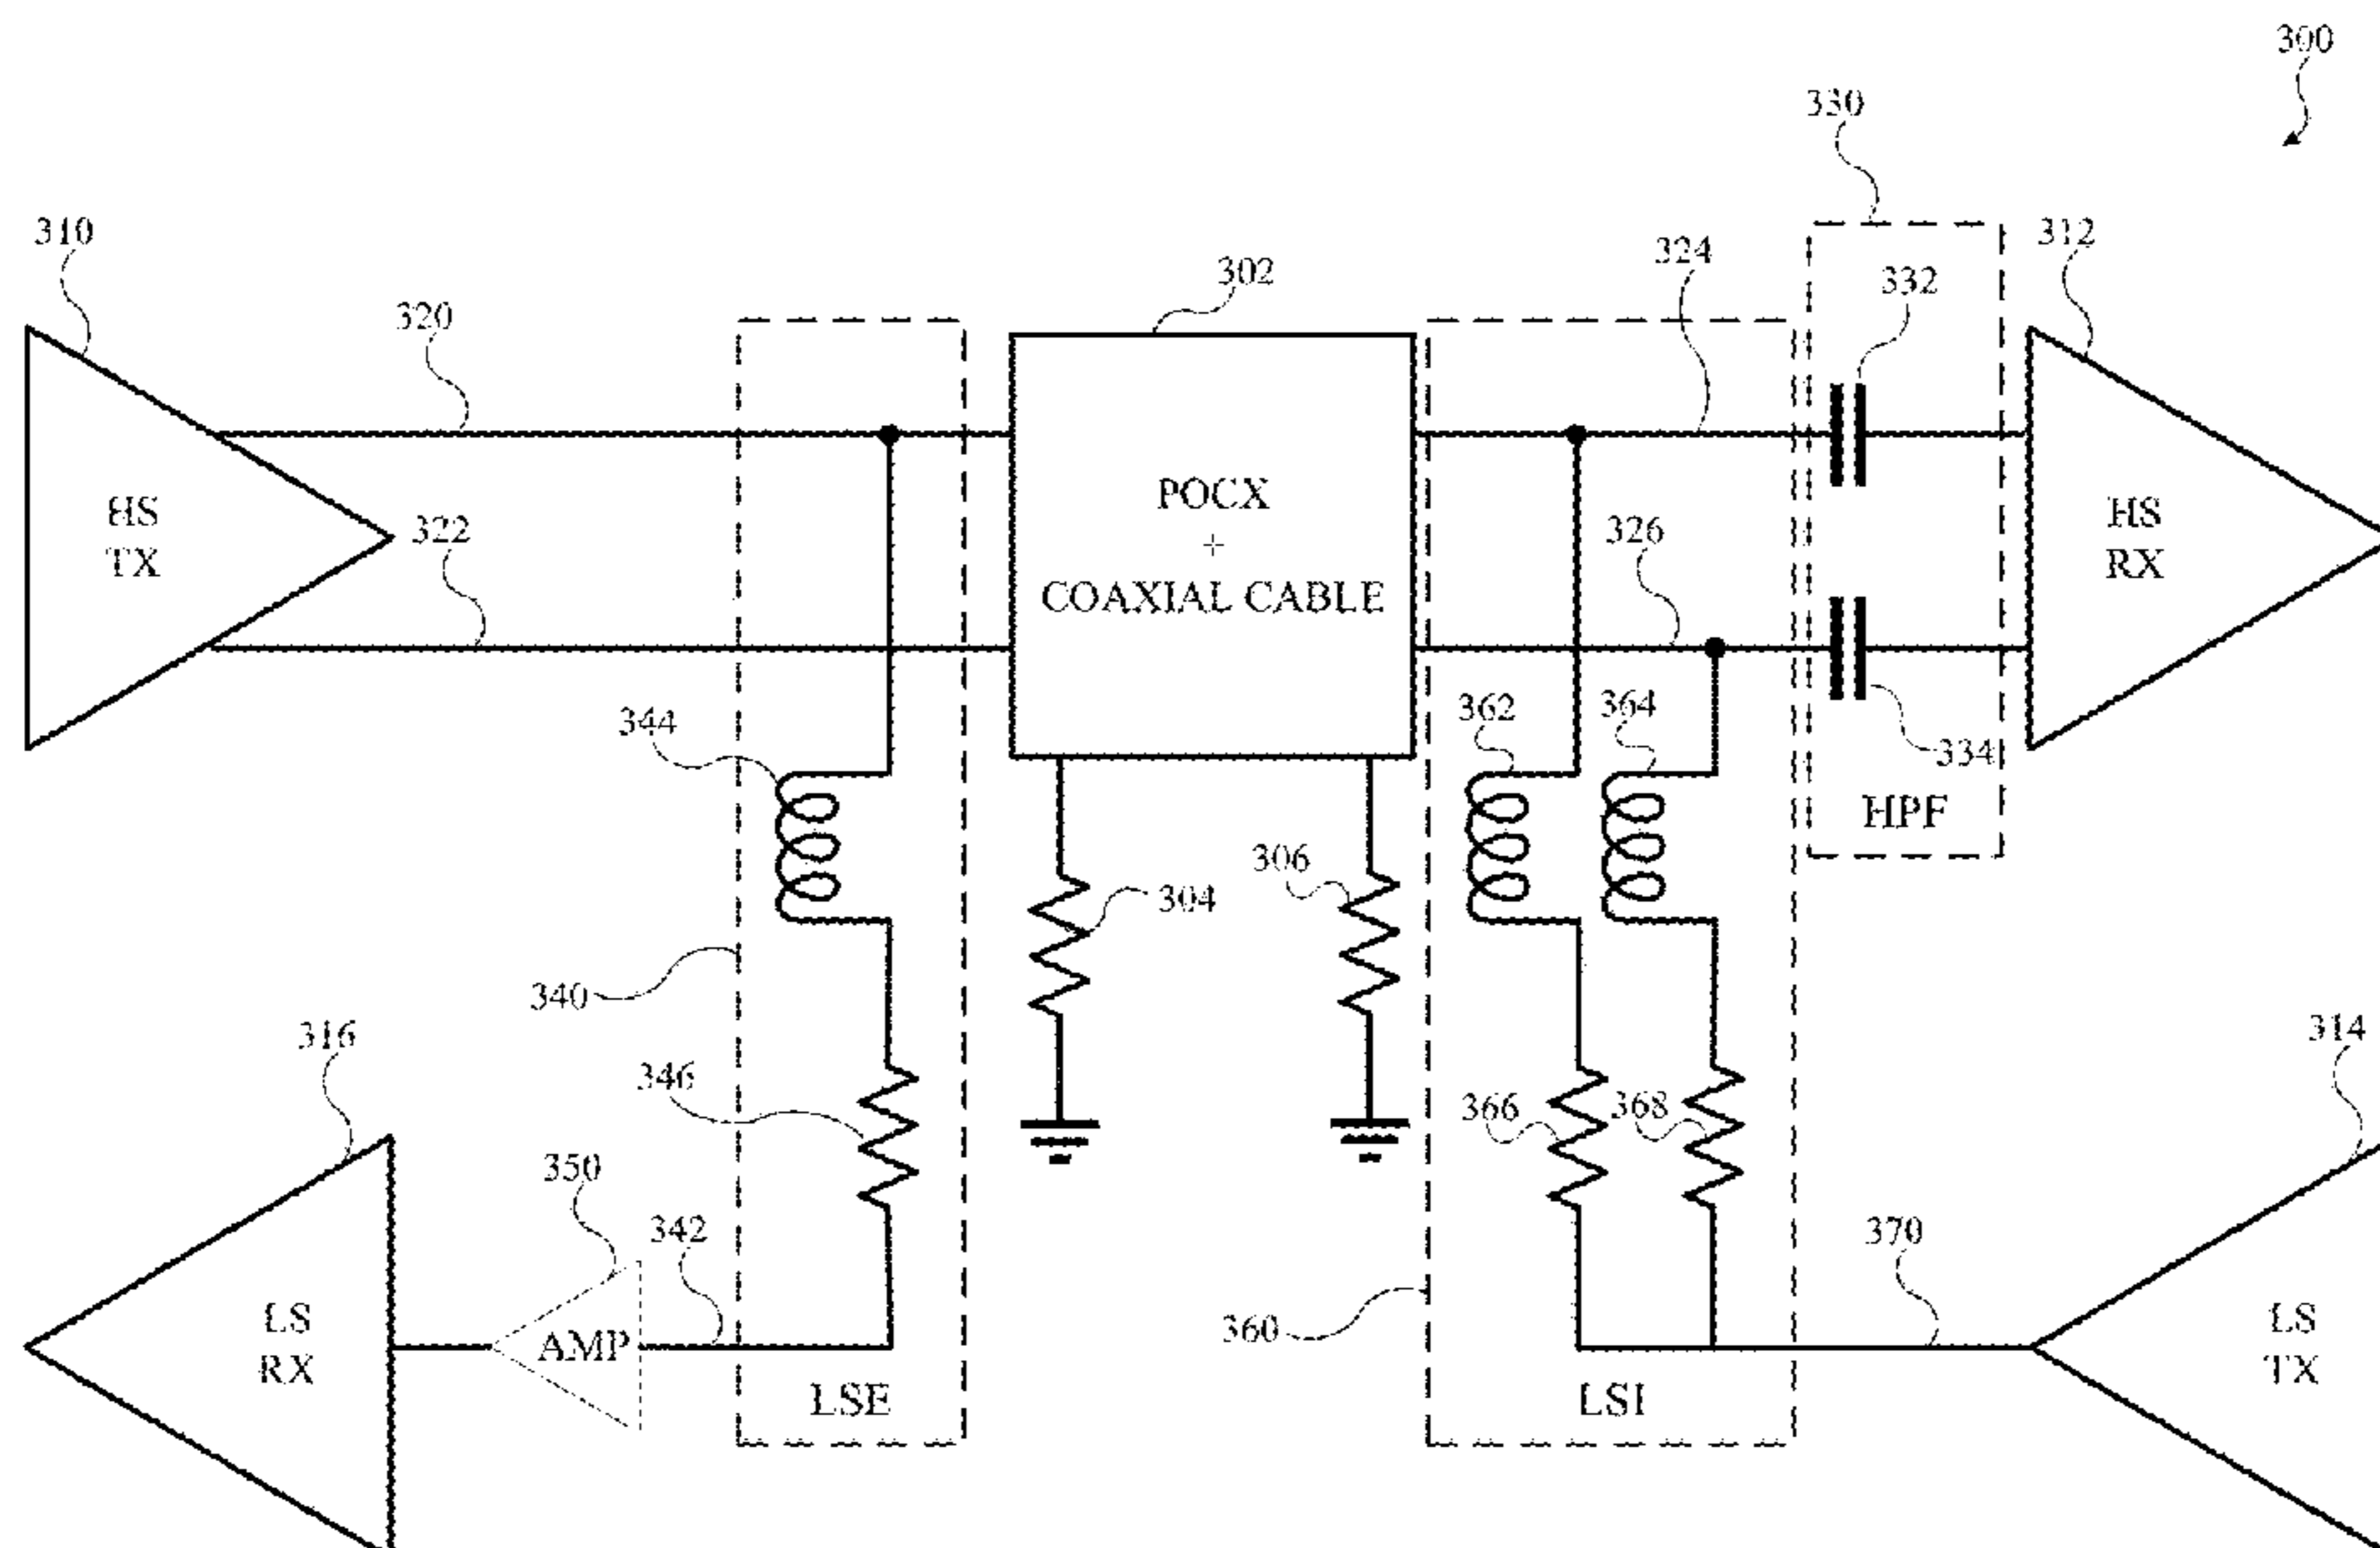 300
330
310
312
324
302
332
320
HS
TX
POCX
+
COAXIAL CABLE
HS
RX
322
326
344
362
364
334
HPF
306
304
340
316
314
346
366
368
350
342
370
LS
RX
AMP
360
LS
TX
LSE
LSI